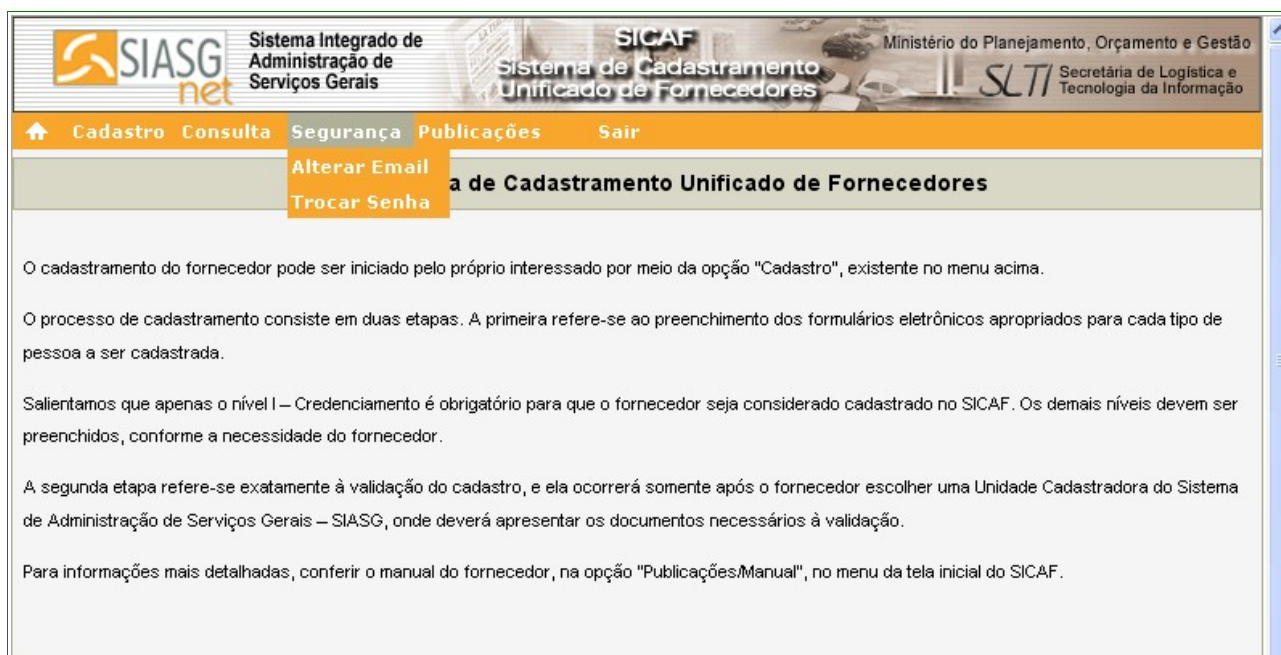 SIASG
net
Sistema Integrado de
Administração de
Serviços Gerais
SICAF
Sistema de Cadastramento
Unificado de Fornecedores
Ministério do Planejamento, Orçamento e Gestão
SLTI
Secretária de Logística e
Tecnologia da Informação
Cadastro Consulta Segurança Publicações Sair
Alterar Email
Trocar Senha
a de Cadastramento Unificado de Fornecedores
O cadastramento do fornecedor pode ser iniciado pelo próprio interessado por meio da opção "Cadastro", existente no menu acima.
O processo de cadastramento consiste em duas etapas. A primeira refere-se ao preenchimento dos formulários eletrônicos apropriados para cada tipo de
pessoa a ser cadastrada.
Salientamos que apenas o nível I – Credenciamento é obrigatório para que o fornecedor seja considerado cadastrado no SICAF. Os demais níveis devem ser
preenchidos, conforme a necessidade do fornecedor.
A segunda etapa refere-se exatamente à validação do cadastro, e ela ocorrerá somente após o fornecedor escolher uma Unidade Cadastradora do Sistema
de Administração de Serviços Gerais – SIASG, onde deverá apresentar os documentos necessários à validação.
Para informações mais detalhadas, conferir o manual do fornecedor, na opção "Publicações/Manual", no menu da tela inicial do SICAF.